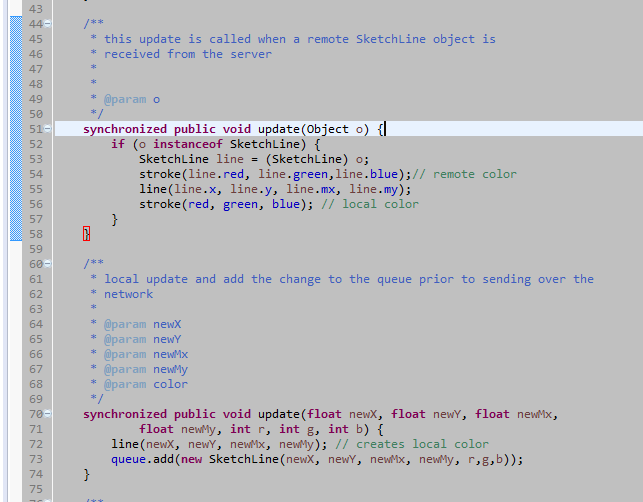 43
44 /**
45 * this update is called when a remote SketchLine object is
46 * received from the server
47 *
48 *
49 * @param o
50 */
51 synchronized public void update(Object o) {
52 if (o instanceof SketchLine) {
53 SketchLine line = (SketchLine) o;
54 stroke(line.red, line.green,line.blue);// remote color
55 line(line.x, line.y, line.mx, line.my);
56 stroke(red, green, blue); // local color
57 }
58 }
59
60 /**
61 * local update and add the change to the queue prior to sending over the
62 * network
63 *
64 * @param newX
65 * @param newY
66 * @param newMx
67 * @param newMy
68 * @param color
69 */
70 synchronized public void update(float newX, float newY, float newMx,
71 float newMy, int r, int g, int b) {
72 line(newX, newY, newMx, newMy); // creates local color
73 queue.add(new SketchLine(newX, newY, newMx, newMy, r,g,b));
74 }
75